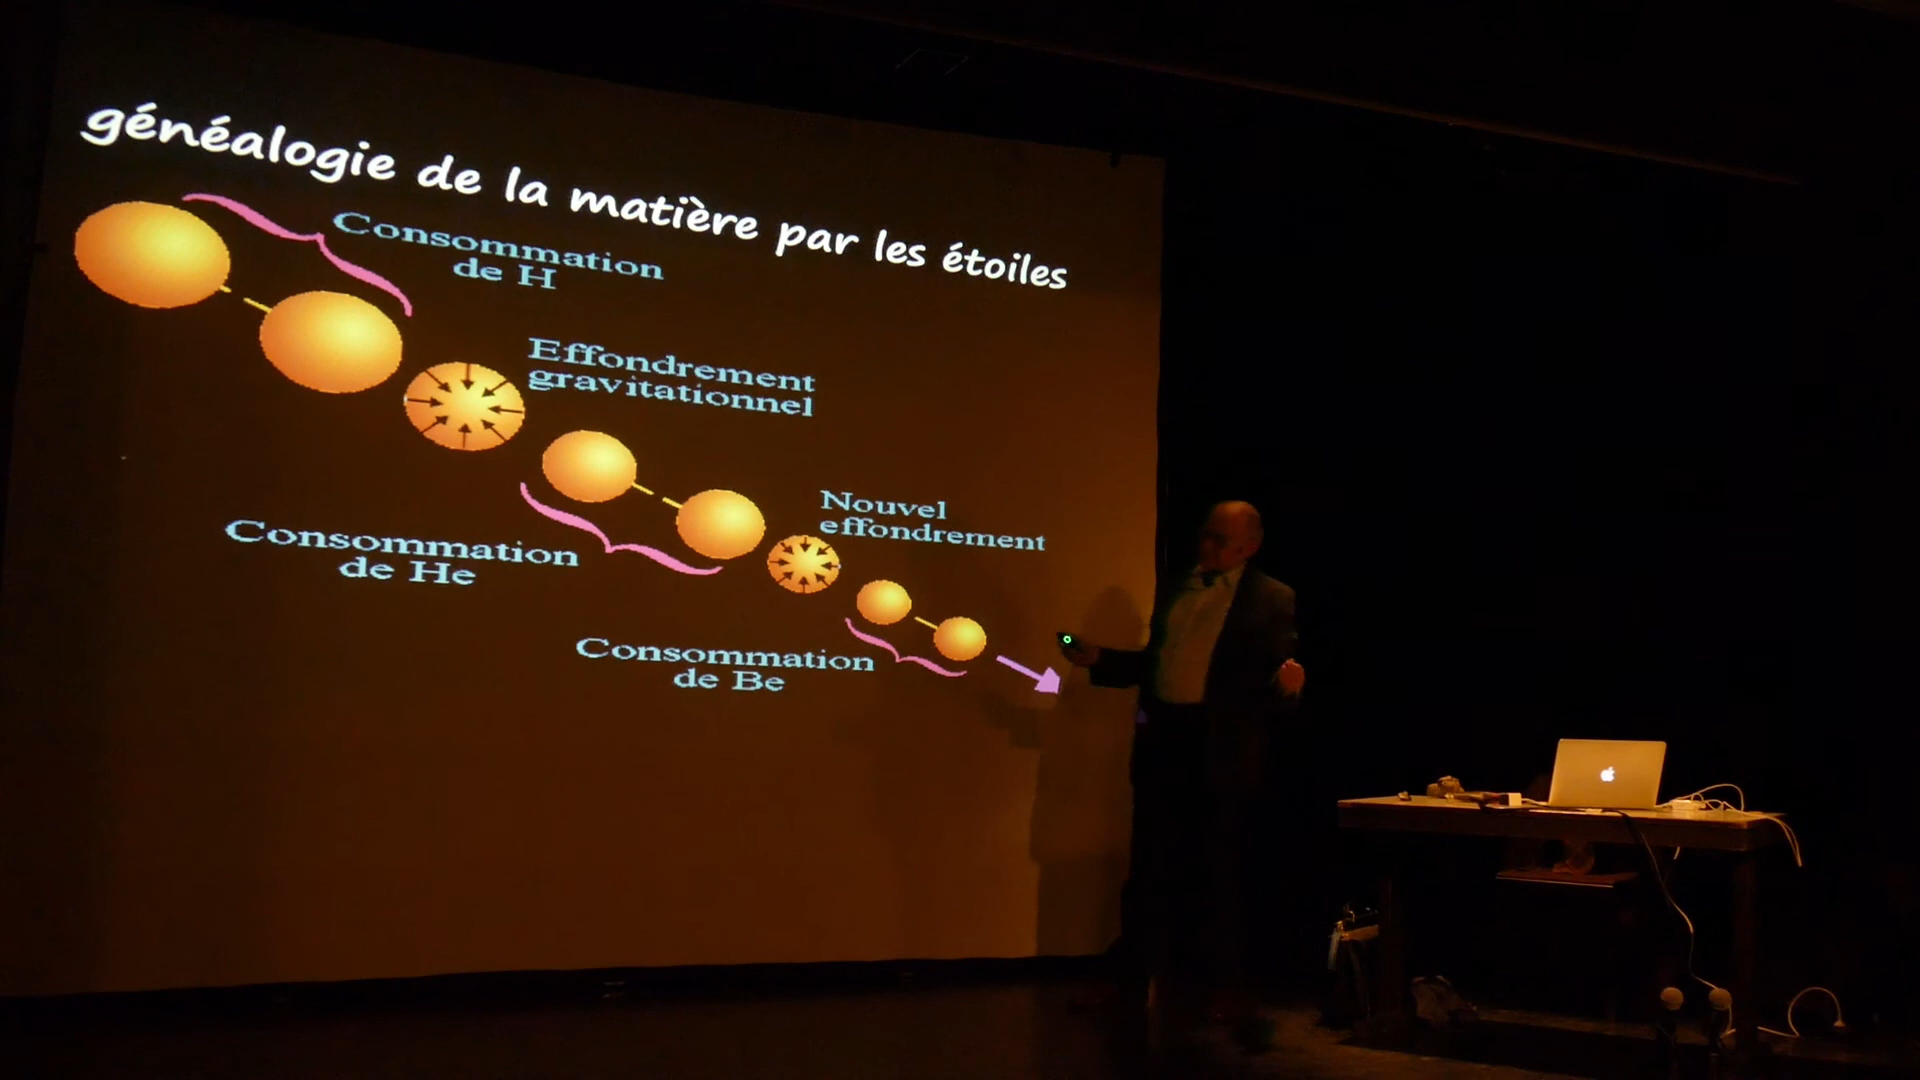 généalogie de la matière par les étoiles
Consommation
de H
Effondrement
gravitationnel
Nouvel
effondrement
Consommation
de He
Consommation
de Be